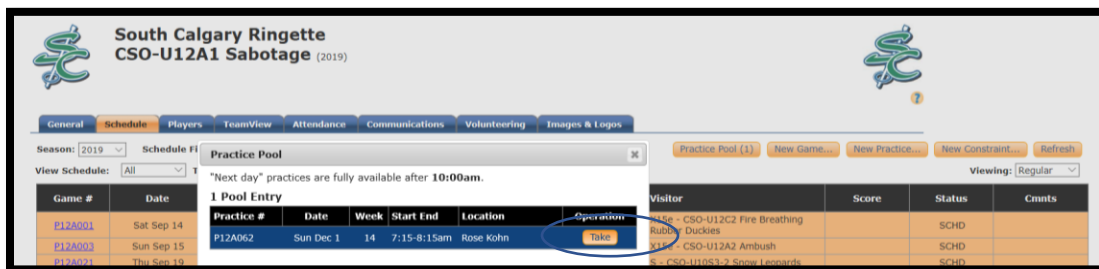 South Calgary Ringette
CSO-U12A1 Sabotage (2019)
?
General Schedule Players TeamView Attendance Communications Volunteering Images & Logos
Season: 2019 Schedule Fi
Practice Pool (1) New Game... New Practice... New Constraint... Refresh
View Schedule: All T
Viewing: Regular
Practice Pool
"Next day" practices are fully available after 10:00am.
1 Pool Entry
Practice # Date Week Start End Location Operation
P12A062 Sun Dec 1 14 7:15-8:15am Rose Kohn Take
Game # Date Visitor Score Status Cmnts
P12A001 Sat Sep 14 X15e - CSO-U12C2 Fire Breathing
Rubber Duckies SCHD
P12A003 Sun Sep 15 X15e - CSO-U12A2 Ambush SCHD
P12A021 Thu Sep 19 S - CSO-U10S3-2 Snow Leopards SCHD